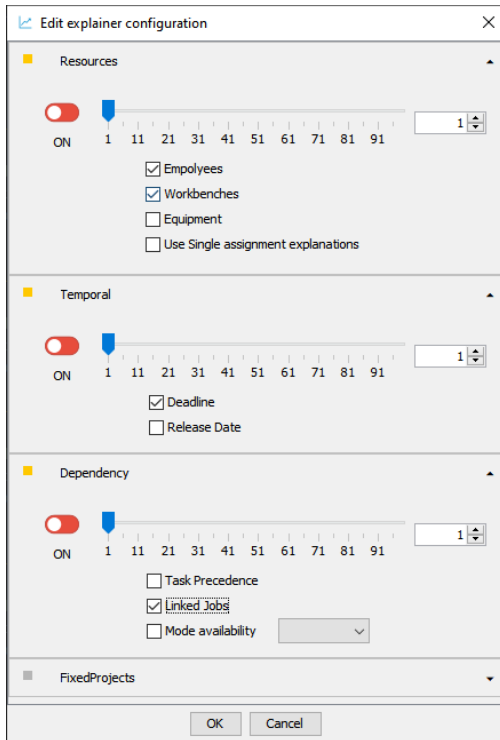 Edit explainer configuration
Resources
1
ON
1 11 21 31 41 51 61 71 81 91
Empolyees
Workbenches
Equipment
Use Single assignment explanations
Temporal
1
ON
1 11 21 31 41 51 61 71 81 91
Deadline
Release Date
Dependency
1
ON
1 11 21 31 41 51 61 71 81 91
Task Precedence
Linked Jobs
Mode availability
FixedProjects
OK Cancel